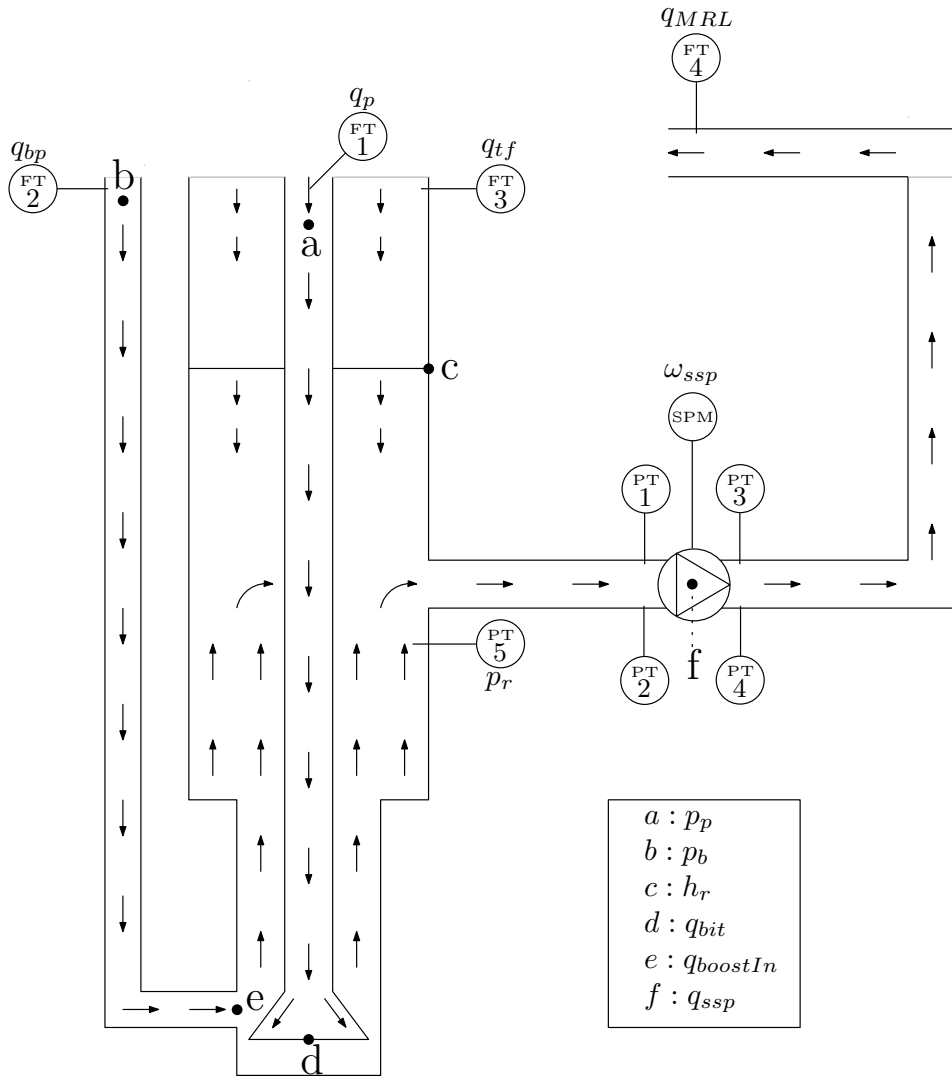 q_{MRL}
FT
4
q_p
FT
1
q_{bp}
FT
2
b
q_{tf}
FT
3
a
c
ω_{ssp}
SPM
PT
1
PT
3
PT
5
p_r
PT
2
f
PT
4
a : p_p
b : p_b
c : h_r
d : q_{bit}
e : q_{boostIn}
f : q_{ssp}
e
d